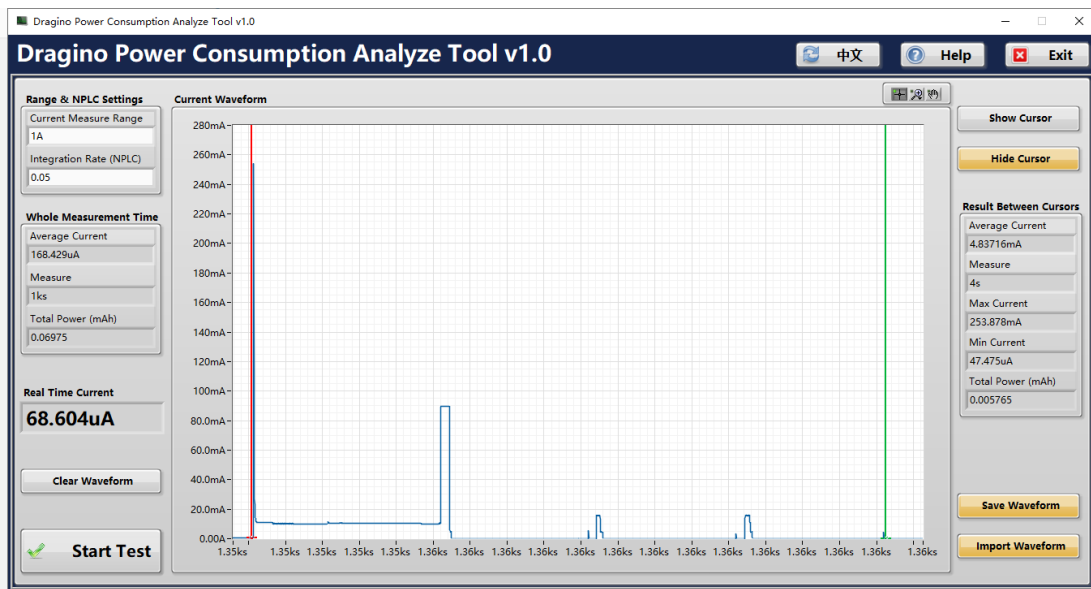 Dragino Power Consumption Analyze Tool v1.0
Dragino Power Consumption Analyze Tool v1.0
中文
Help
Exit
Range & NPLC Settings
Current Measure Range
1A
Integration Rate (NPLC)
0.05
Whole Measurement Time
Average Current
168.429uA
Measure
1ks
Total Power (mAh)
0.06975
Real Time Current
68.604uA
Clear Waveform
Start Test
Current Waveform
280mA
260mA
240mA
220mA
200mA
180mA
160mA
140mA
120mA
100mA
80.0mA
60.0mA
40.0mA
20.0mA
0.00A
1.35ks 1.35ks 1.35ks 1.35ks 1.35ks 1.36ks 1.36ks 1.36ks 1.36ks 1.36ks 1.36ks 1.36ks 1.36ks 1.36ks 1.36ks 1.36ks 1.36ks 1.36ks 1.36ks
Show Cursor
Hide Cursor
Result Between Cursors
Average Current
4.83716mA
Measure
4s
Max Current
253.878mA
Min Current
47.475uA
Total Power (mAh)
0.005765
Save Waveform
Import Waveform